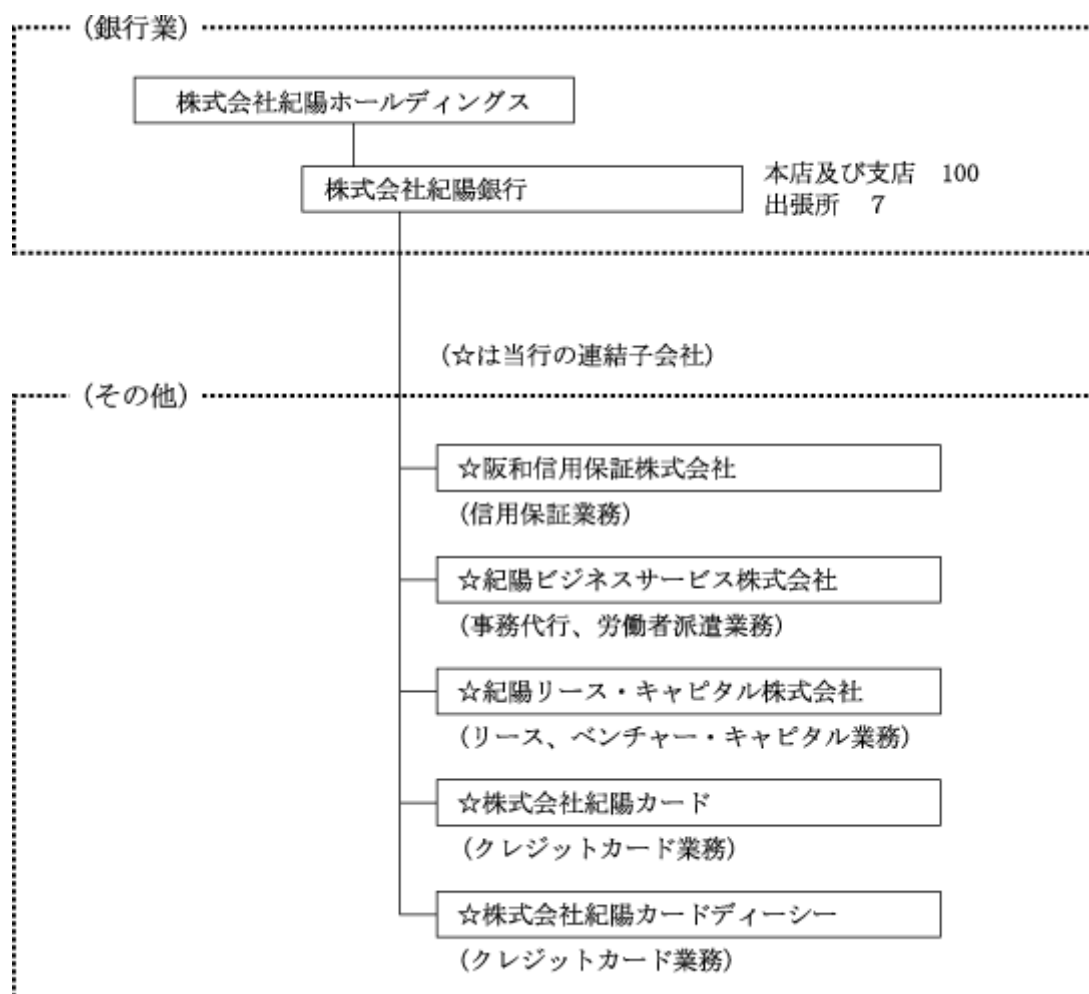 (銀行業)
株式会社紀陽ホールディングス
株式会社紀陽銀行
本店及び支店 100
出張所 7
(☆は当行の連結子会社)
(その他)
☆阪和信用保証株式会社
(信用保証業務)
☆紀陽ビジネスサービス株式会社
(事務代行、労働者派遣業務)
☆紀陽リース・キャピタル株式会社
(リース、ベンチャー・キャピタル業務)
☆株式会社紀陽カード
(クレジットカード業務)
☆株式会社紀陽カードディーシー
(クレジットカード業務)